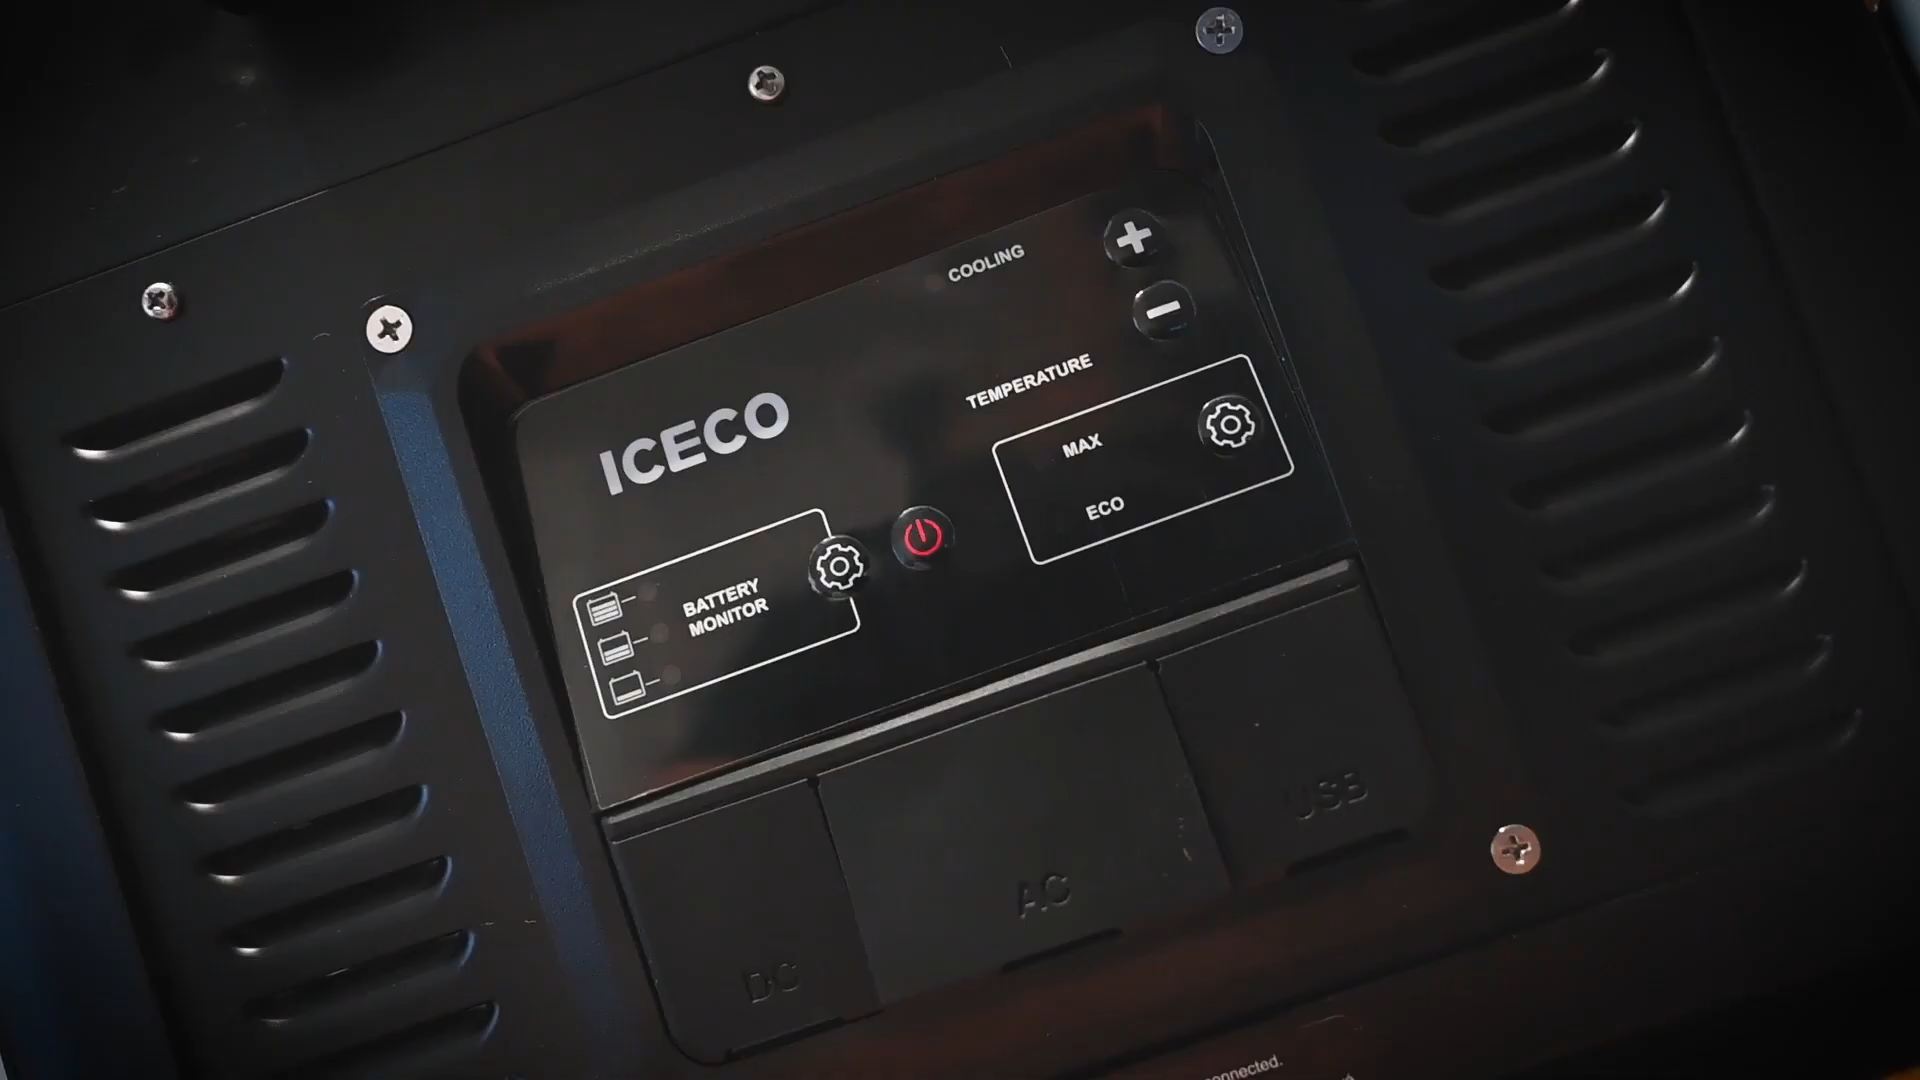 COOLING
TEMPERATURE
ICECO
MAX
ECO
BATTERY
MONITOR
USB
AC
DC